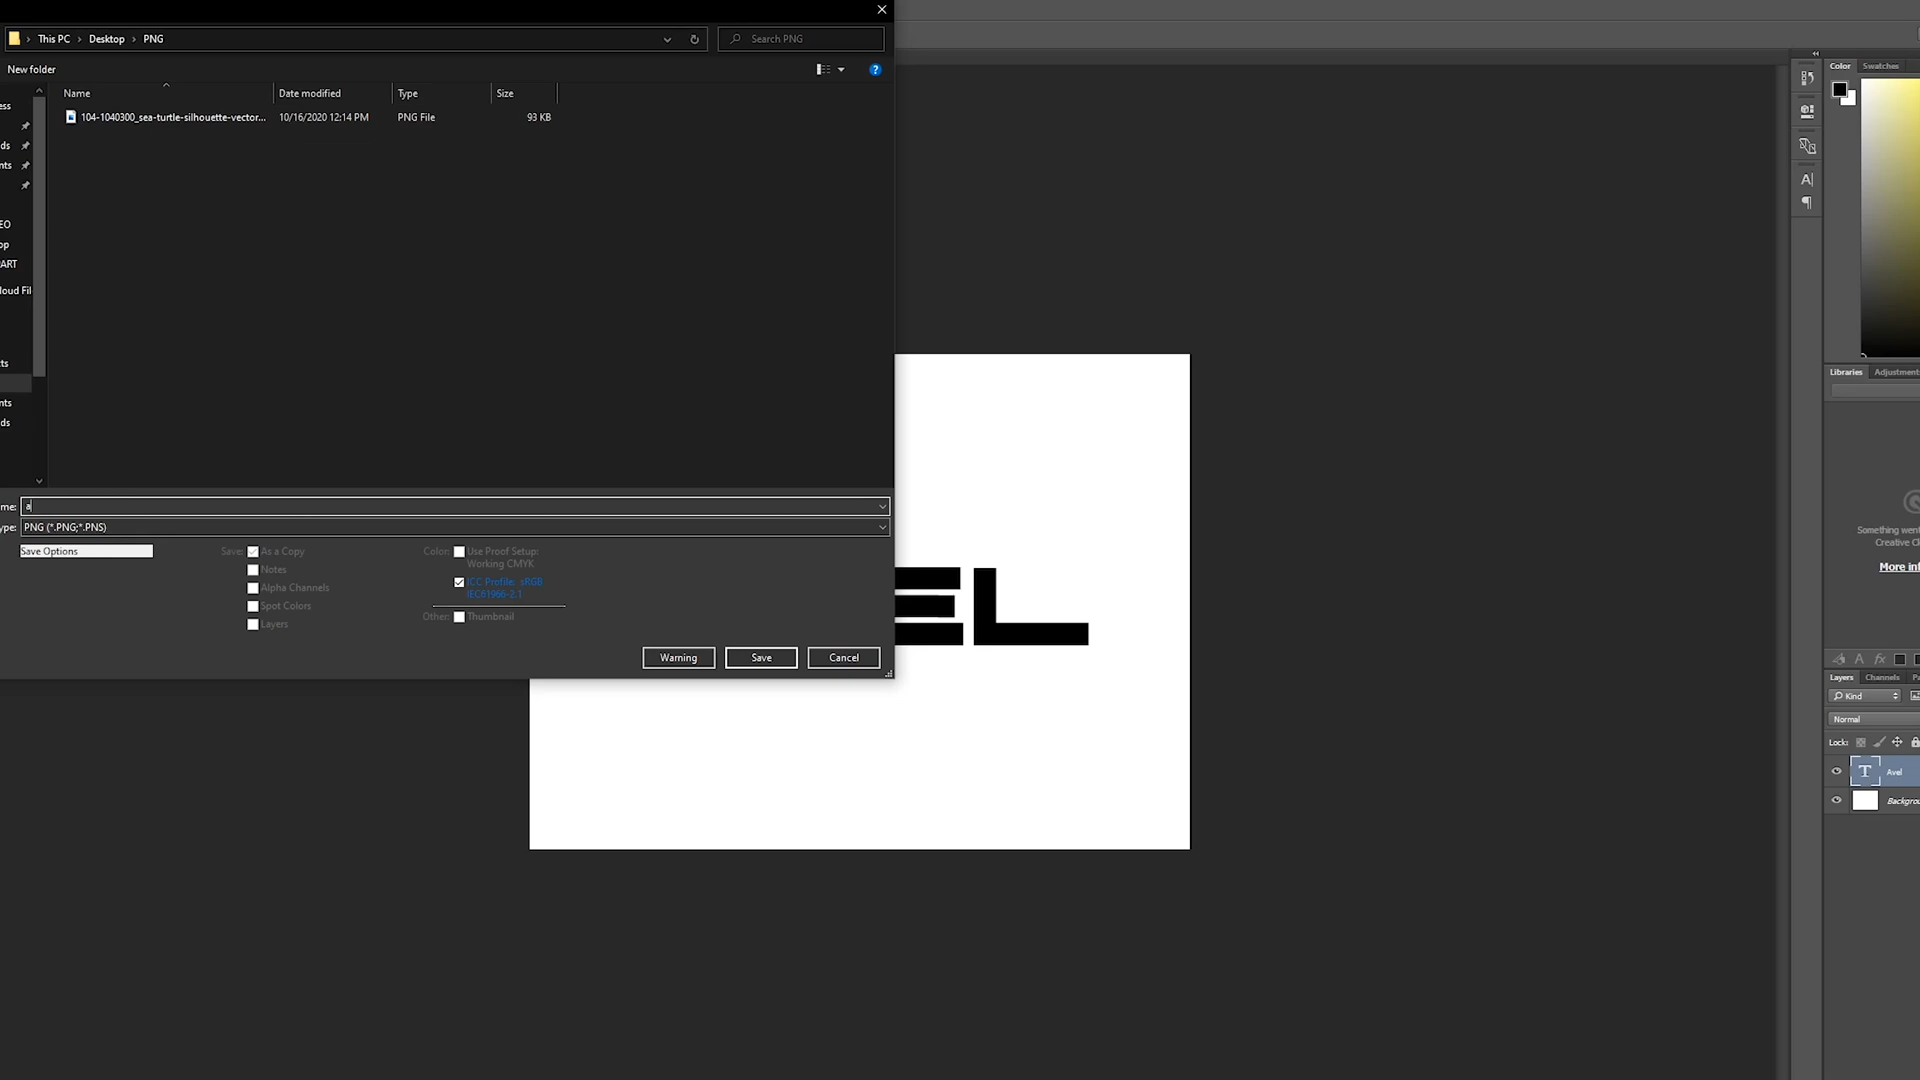 This PC > Desktop > PNG
Search PNG
New folder
?
Name Date modified Type Size
104-1040300_sea-turtle-silhouette-vector... 10/16/2020 12:14 PM PNG File 93 KB
ess
ds
nts
EO
op
ART
loud Fil
ts
nts
ds
me: a
ype: PNG (*.PNG;*.PNS)
Save Options
Save: As a Copy
Notes
Alpha Channels
Spot Colors
Layers
Color: Use Proof Setup:
Working CMYK
ICC Profile: sRGB
IEC61966-2.1
Other: Thumbnail
Warning Save Cancel
EL
Color Swatches
Libraries Adjustment
Something went
Creative Cl
More inf
Layers Channels Pa
Kind
Normal
Lock:
T Avel
Backgrou